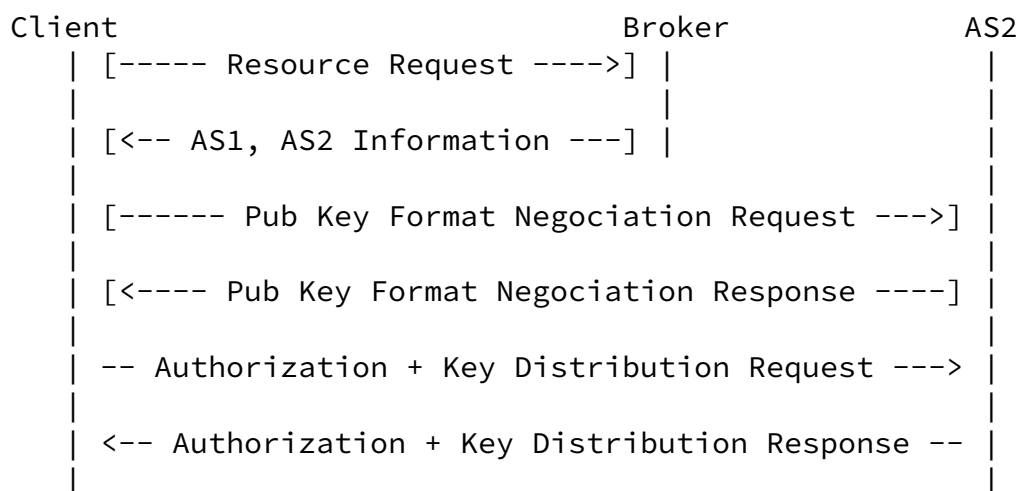 Client                             Broker              AS2
    | [----- Resource Request ---->] |                    |
    |                                |                    |
    | [<-- AS1, AS2 Information ---] |                    |
    |                                                     |
    | [------ Pub Key Format Negociation Request --->] |
    |                                                     |
    | [<---- Pub Key Format Negociation Response ----] |
    |                                                     |
    | -- Authorization + Key Distribution Request ---> |
    |                                                     |
    | <-- Authorization + Key Distribution Response -- |
    |                                                     |